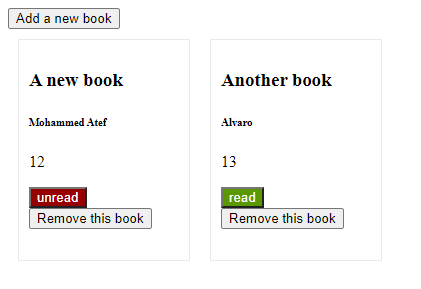 Add a new book
A new book
Mohammed Atef
12
unread
Remove this book
Another book
Alvaro
13
read
Remove this book